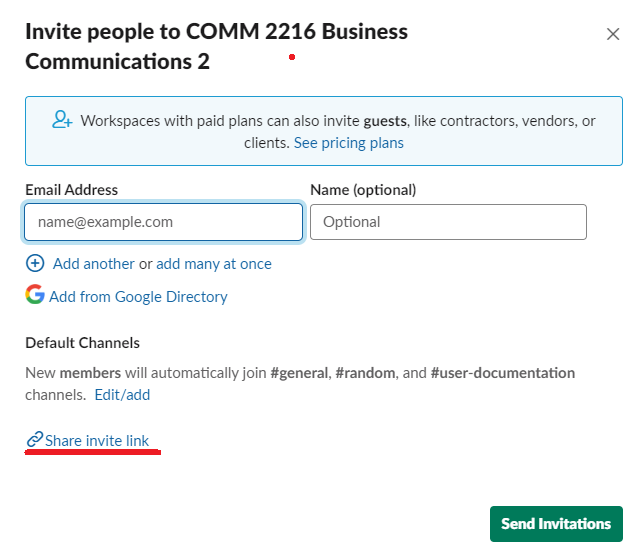 Invite people to COMM 2216 Business
Communications 2
Workspaces with paid plans can also invite guests, like contractors, vendors, or
clients. See pricing plans
Email Address
Name (optional)
name@example.com
Optional
Add another or add many at once
Add from Google Directory
Default Channels
New members will automatically join #general, #random, and #user-documentation
channels. Edit/add
Share invite link
Send Invitations